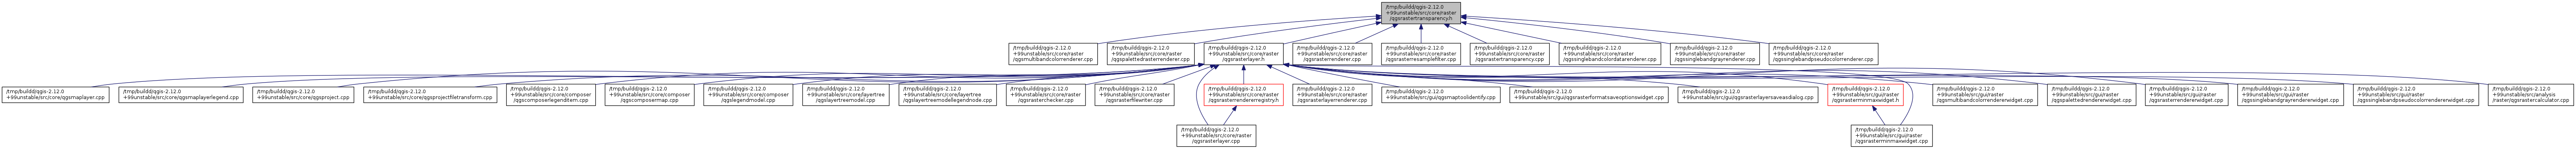 /tmp/buildd/qgis-2.12.0
+99unstable/src/core/raster
/qgsrastertransparency.h
/tmp/buildd/qgis-2.12.0
+99unstable/src/core/raster
/qgsmultibandcolorrenderer.cpp
/tmp/buildd/qgis-2.12.0
+99unstable/src/core/raster
/qgspalettedrasterrenderer.cpp
/tmp/buildd/qgis-2.12.0
+99unstable/src/core/raster
/qgsrasterlayer.h
/tmp/buildd/qgis-2.12.0
+99unstable/src/core/raster
/qgsrasterrenderer.cpp
/tmp/buildd/qgis-2.12.0
+99unstable/src/core/raster
/qgsrasterresamplefilter.cpp
/tmp/buildd/qgis-2.12.0
+99unstable/src/core/raster
/qgsrastertransparency.cpp
/tmp/buildd/qgis-2.12.0
+99unstable/src/core/raster
/qgssinglebandcolordatarenderer.cpp
/tmp/buildd/qgis-2.12.0
+99unstable/src/core/raster
/qgssinglebandgrayrenderer.cpp
/tmp/buildd/qgis-2.12.0
+99unstable/src/core/raster
/qgssinglebandpseudocolorrenderer.cpp
/tmp/buildd/qgis-2.12.0
+99unstable/src/core/qgsmaplayer.cpp
/tmp/buildd/qgis-2.12.0
+99unstable/src/core/qgsmaplayerlegend.cpp
/tmp/buildd/qgis-2.12.0
+99unstable/src/core/qgsproject.cpp
/tmp/buildd/qgis-2.12.0
+99unstable/src/core/qgsprojectfiletransform.cpp
/tmp/buildd/qgis-2.12.0
+99unstable/src/core/composer
/qgscomposerlegenditem.cpp
/tmp/buildd/qgis-2.12.0
+99unstable/src/core/composer
/qgscomposermap.cpp
/tmp/buildd/qgis-2.12.0
+99unstable/src/core/composer
/qgslegendmodel.cpp
/tmp/buildd/qgis-2.12.0
+99unstable/src/core/layertree
/qgslayertreemodel.cpp
/tmp/buildd/qgis-2.12.0
+99unstable/src/core/layertree
/qgslayertreemodellegendnode.cpp
/tmp/buildd/qgis-2.12.0
+99unstable/src/core/raster
/qgsrasterchecker.cpp
/tmp/buildd/qgis-2.12.0
+99unstable/src/core/raster
/qgsrasterfilewriter.cpp
/tmp/buildd/qgis-2.12.0
+99unstable/src/core/raster
/qgsrasterrendererregistry.h
/tmp/buildd/qgis-2.12.0
+99unstable/src/core/raster
/qgsrasterlayerrenderer.cpp
/tmp/buildd/qgis-2.12.0
+99unstable/src/gui/qgsmaptoolidentify.cpp
/tmp/buildd/qgis-2.12.0
+99unstable/src/gui/qgsrasterformatsaveoptionswidget.cpp
/tmp/buildd/qgis-2.12.0
+99unstable/src/gui/qgsrasterlayersaveasdialog.cpp
/tmp/buildd/qgis-2.12.0
+99unstable/src/gui/raster
/qgsrasterminmaxwidget.h
/tmp/buildd/qgis-2.12.0
+99unstable/src/gui/raster
/qgsmultibandcolorrendererwidget.cpp
/tmp/buildd/qgis-2.12.0
+99unstable/src/gui/raster
/qgspalettedrendererwidget.cpp
/tmp/buildd/qgis-2.12.0
+99unstable/src/gui/raster
/qgsrasterrendererwidget.cpp
/tmp/buildd/qgis-2.12.0
+99unstable/src/gui/raster
/qgssinglebandgrayrendererwidget.cpp
/tmp/buildd/qgis-2.12.0
+99unstable/src/gui/raster
/qgssinglebandpseudocolorrendererwidget.cpp
/tmp/buildd/qgis-2.12.0
+99unstable/src/analysis
/raster/qgsrastercalculator.cpp
/tmp/buildd/qgis-2.12.0
+99unstable/src/core/raster
/qgsrasterlayer.cpp
/tmp/buildd/qgis-2.12.0
+99unstable/src/gui/raster
/qgsrasterminmaxwidget.cpp